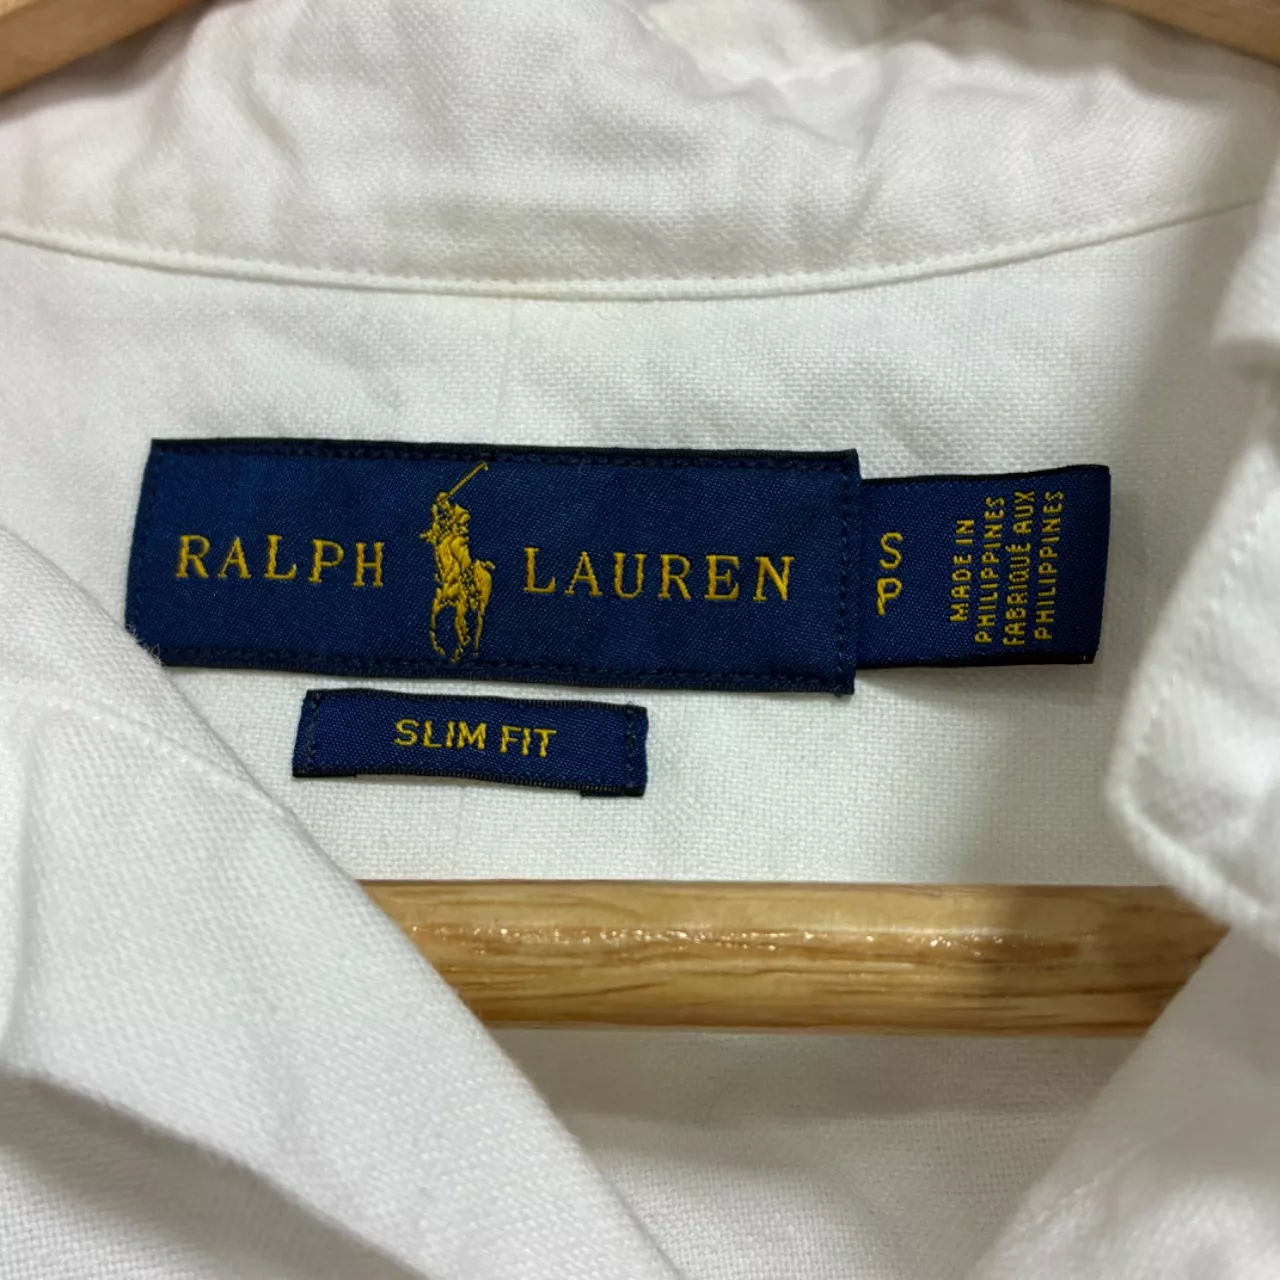 RALPH LAUREN
S
P
MADE IN
PHILIPPINES
FABRIQUÉ AUX
PHILIPPINES
SLIM FIT